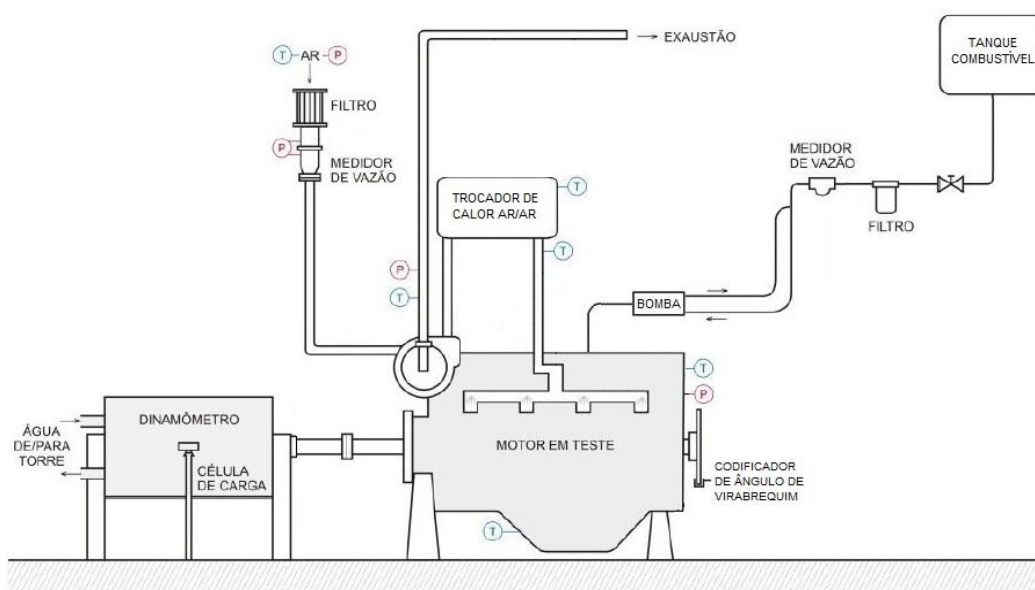 EXAUSTÃO
TANQUE
COMBUSTÍVEL
T AR P
FILTRO
P
MEDIDOR
DE VAZÃO
MEDIDOR
DE VAZÃO
FILTRO
TROCADOR DE
CALOR AR/AR
T
T
P
T
BOMBA
T
P
DINAMÔMETRO
ÁGUA
DE/PARA
TORRE
CÉLULA
DE CARGA
MOTOR EM TESTE
CODIFICADOR
DE ÂNGULO DE
VIRABREQUIM
T